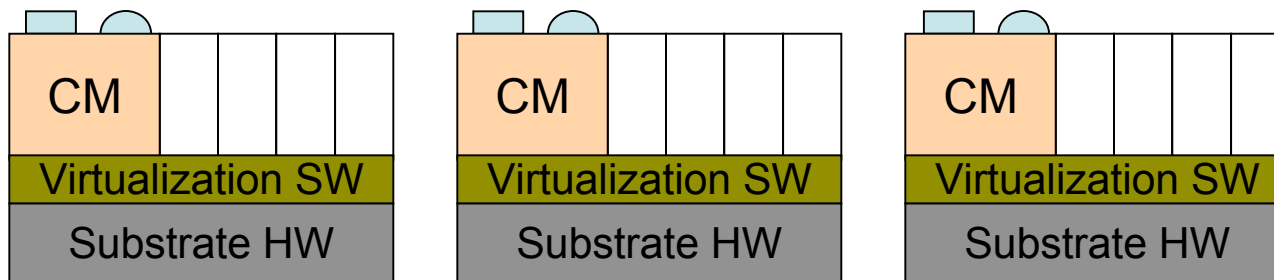 CM CM CM
Virtualization SW Virtualization SW Virtualization SW
Substrate HW Substrate HW Substrate HW